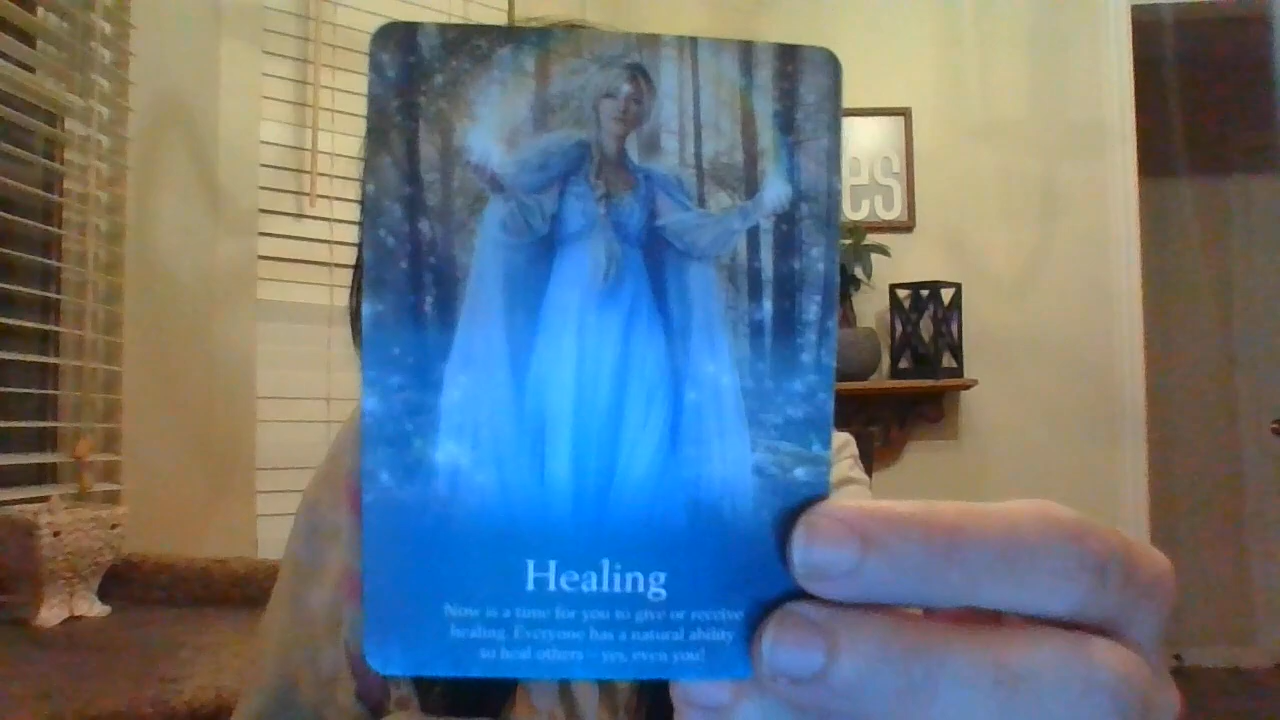 es
Healing
Now is a time for you to give or receive
healing. Everyone has a natural ability
to heal others – yes, even you!